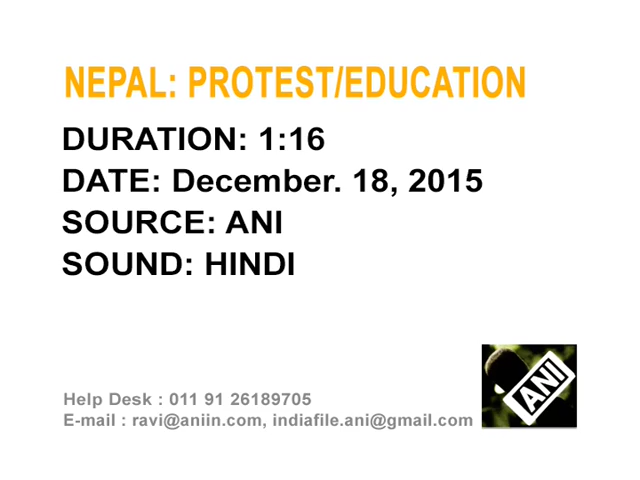 NEPAL: PROTEST/EDUCATION
DURATION: 1:16
DATE: December. 18, 2015
SOURCE: ANI
SOUND: HINDI
Help Desk : 011 91 26189705
E-mail : ravi@aniin.com, indiafile.ani@gmail.com
ANI